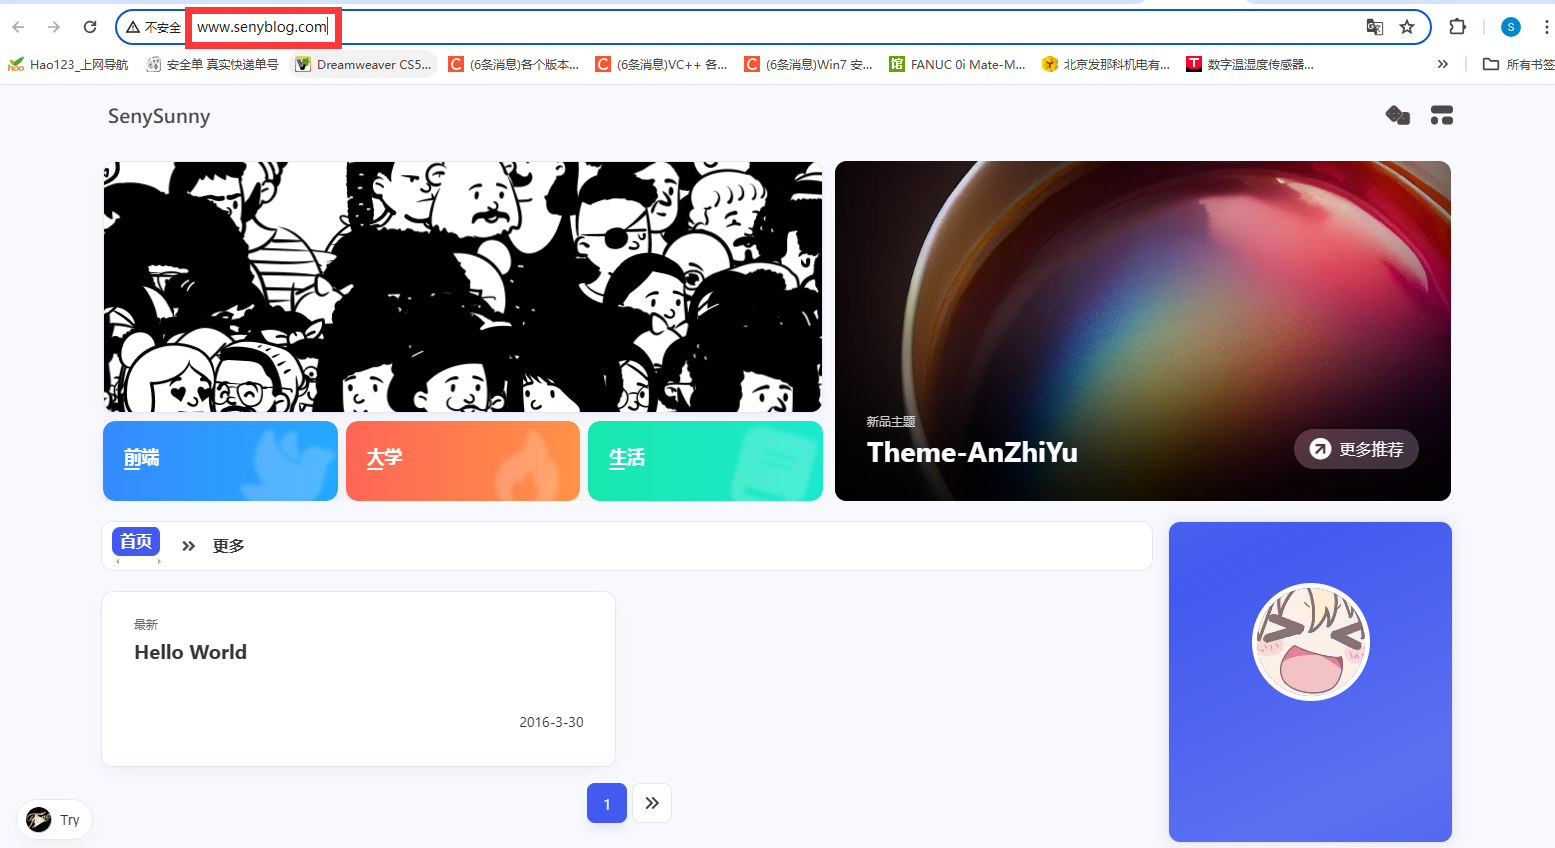 不安全 www.senyblog.com
S
Hao123_上网导航 安全单 真实快递单号 Dreamweaver CS5... (6条消息)各个版本... (6条消息)VC++ 各... (6条消息)Win7 安... FANUC 0i Mate-M... 北京发那科机电有... 数字温湿度传感器... 所有书签
SenySunny
新品主题
Theme-AnZhiYu
更多推荐
前端 大学 生活
首页 更多
最新
Hello World
2016-3-30
1
Try